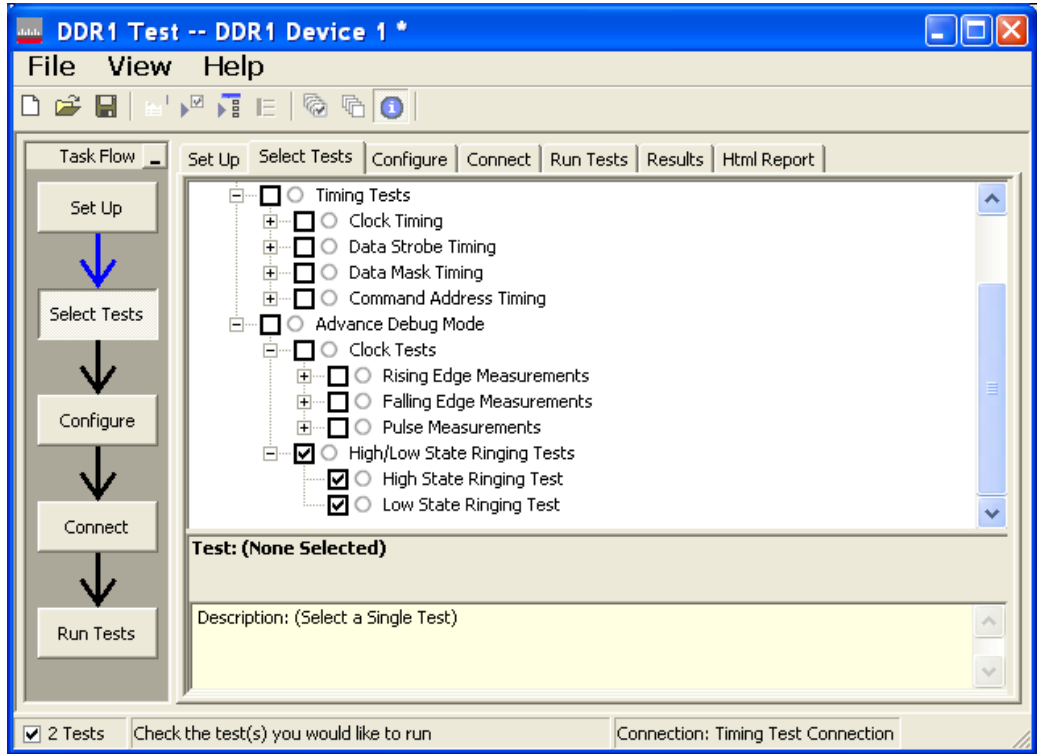 DDR1 Test -- DDR1 Device 1 *
File View Help
Task Flow
Set Up
Select Tests
Configure
Connect
Run Tests
Set Up Select Tests Configure Connect Run Tests Results Html Report
Timing Tests
Clock Timing
Data Strobe Timing
Data Mask Timing
Command Address Timing
Advance Debug Mode
Clock Tests
Rising Edge Measurements
Falling Edge Measurements
Pulse Measurements
High/Low State Ringing Tests
High State Ringing Test
Low State Ringing Test
Test: (None Selected)
Description: (Select a Single Test)
2 Tests Check the test(s) you would like to run Connection: Timing Test Connection